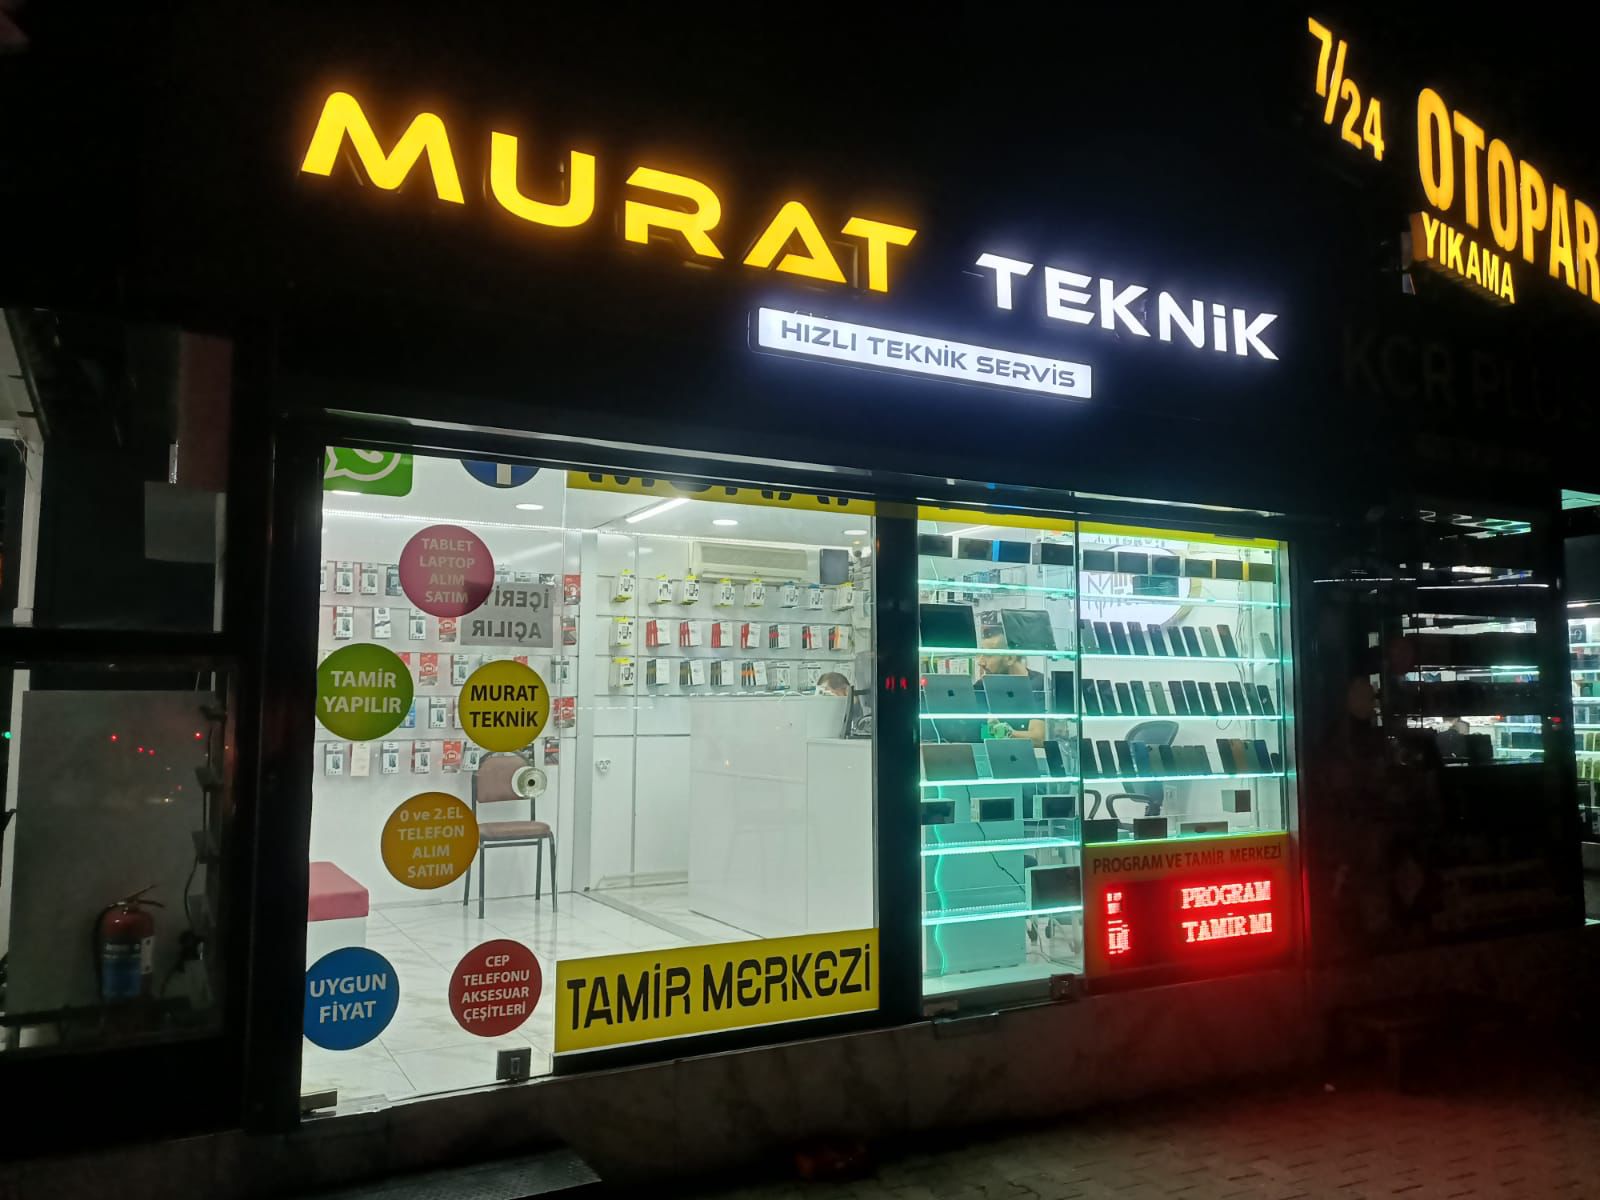 MURAT TEKNİK
HIZLI TEKNİK SERVİS
7/24 OTOPAR
YIKAMA
KCR PLUS
TABLET
LAPTOP
ALIM
SATIM
İÇERİ
AÇILIR
TAMİR
YAPILIR
MURAT
TEKNİK
0 ve 2.EL
TELEFON
ALIM
SATIM
UYGUN
FİYAT
CEP
TELEFONU
AKSESUAR
ÇEŞİTLERİ
TAMİR MERKEZİ
PROGRAM VE TAMİR MERKEZİ
PROGRAM
TAMİR MI